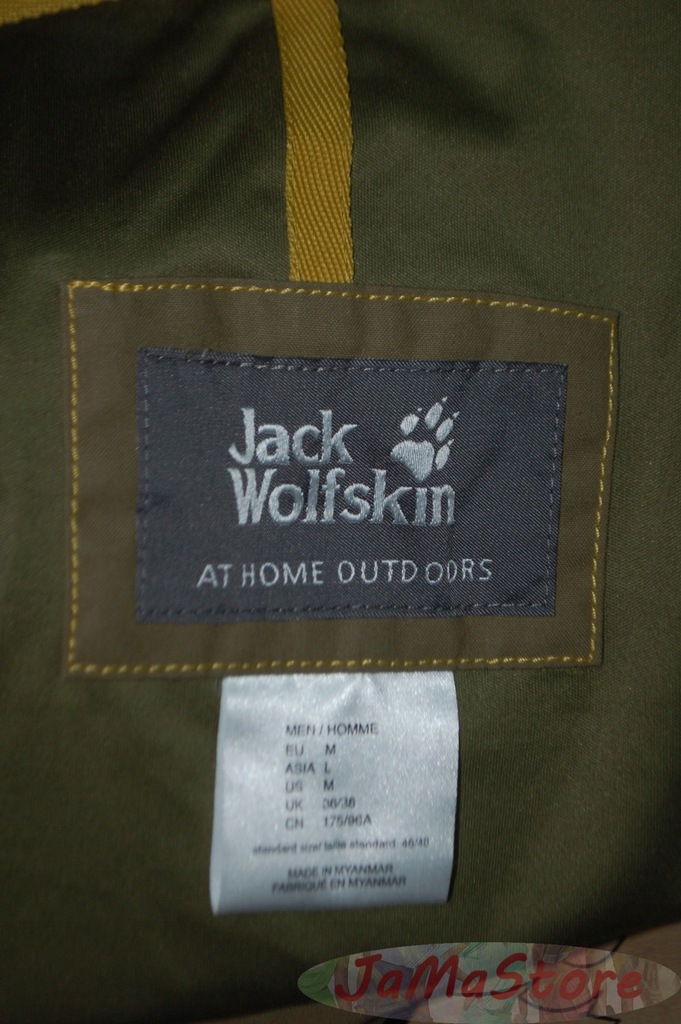 Jack
Wolfskin
AT HOME OUTDOORS
MEN / HOMME
EU M
ASIA L
US M
UK 36/38
CN 175/96A
standard size/ taille standard 46/48
MADE IN MYANMAR
FABRIQUÉ EN MYANMAR
JaMaStore